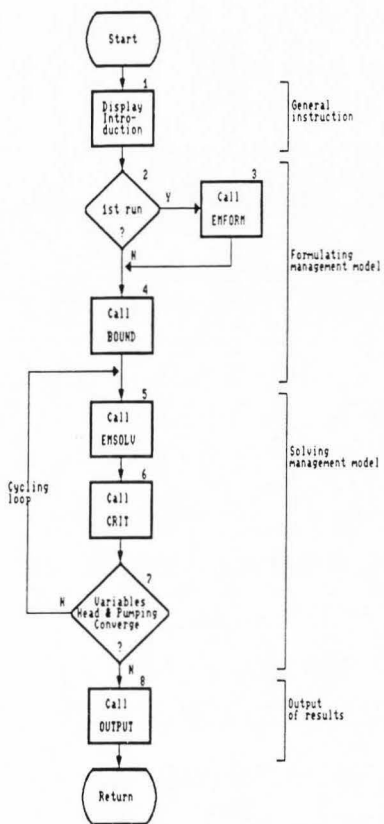 Start
1
Display
Intro-
duction
General
instruction
2
1st run
?
Y
3
Call
EMFORM
N
Formulating
management model
4
Call
BOUND
5
Call
EMSOLV
6
Call
CRIT
Cycling
loop
Solving
management model
7
Variables
Head & Pumping
Converge
?
N
N
8
Call
OUTPUT
Output
of results
Return